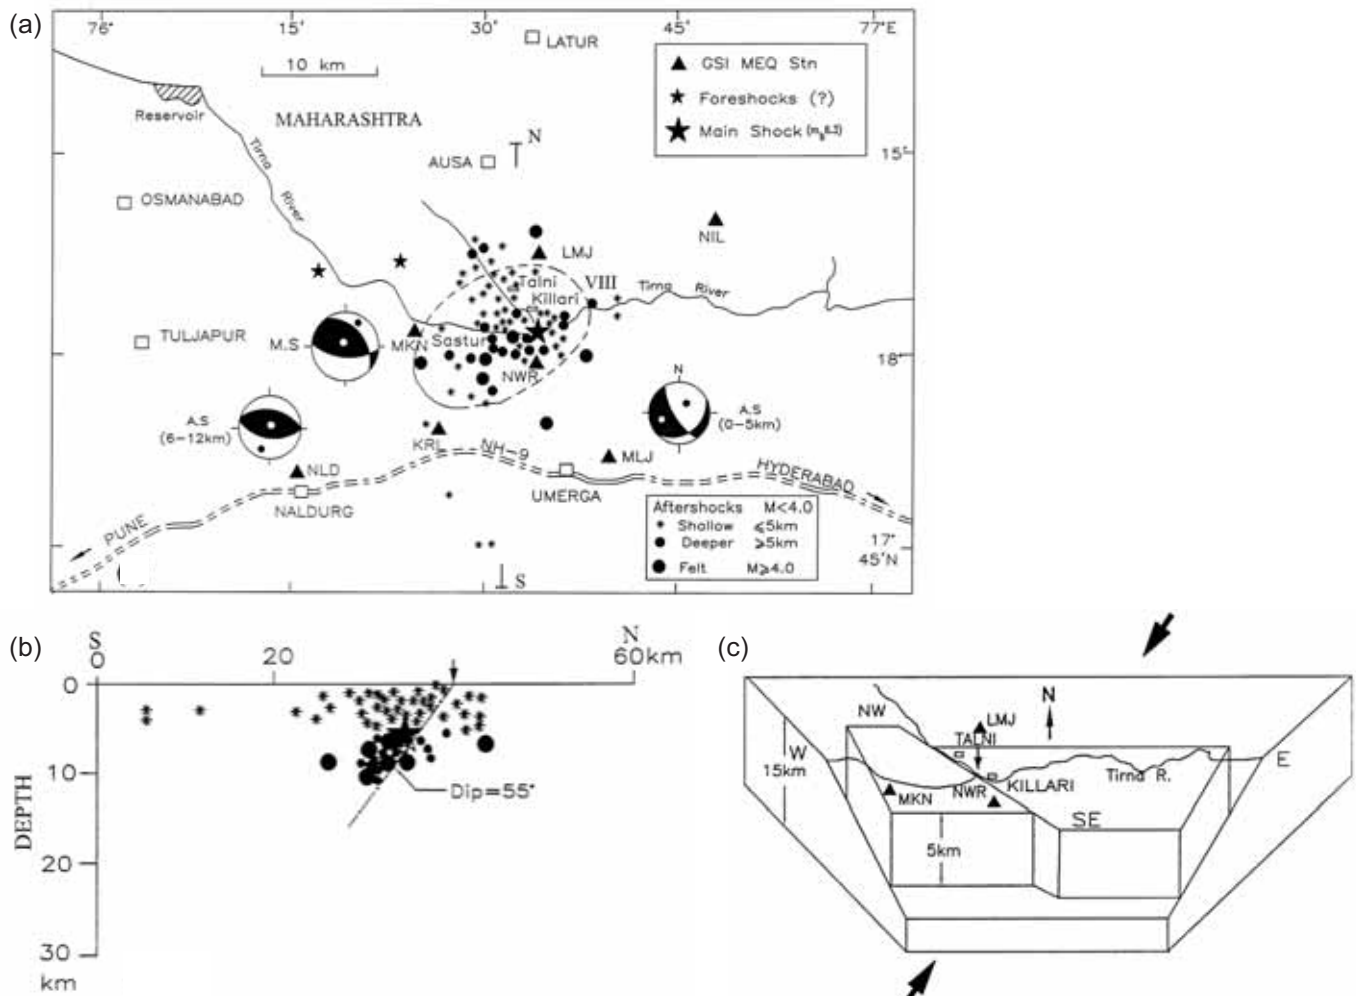 (a)
76°
15'
30'
45'
77°E
LATUR
10 km
GSI MEQ Stn
Foreshocks (?)
Main Shock
Reservoir
MAHARASHTRA
N
AUSA
15'
Tirna
River
OSMANABAD
NIL
LMJ
VIII
Talni
Killari
Tirna River
TULJAPUR
M.S
MKN
Sastur
18°
NWR
N
A.S
(6-12km)
A.S
(0-5km)
KRL
NH-9
MLJ
NLD
HYDERABAD
NALDURG
UMERGA
Aftershocks M<4.0
Shollow ⩽5km
Deeper ⩾5km
Felt M⩾4.0
PUNE
17°
45'N
S
(b)
S
N
0
20
60km
0
10
20
30
km
DEPTH
Dip=55°
(c)
NW
N
LMJ
TALNI
W
15km
E
Tirna R.
MKN
NWR
KILLARI
SE
5km